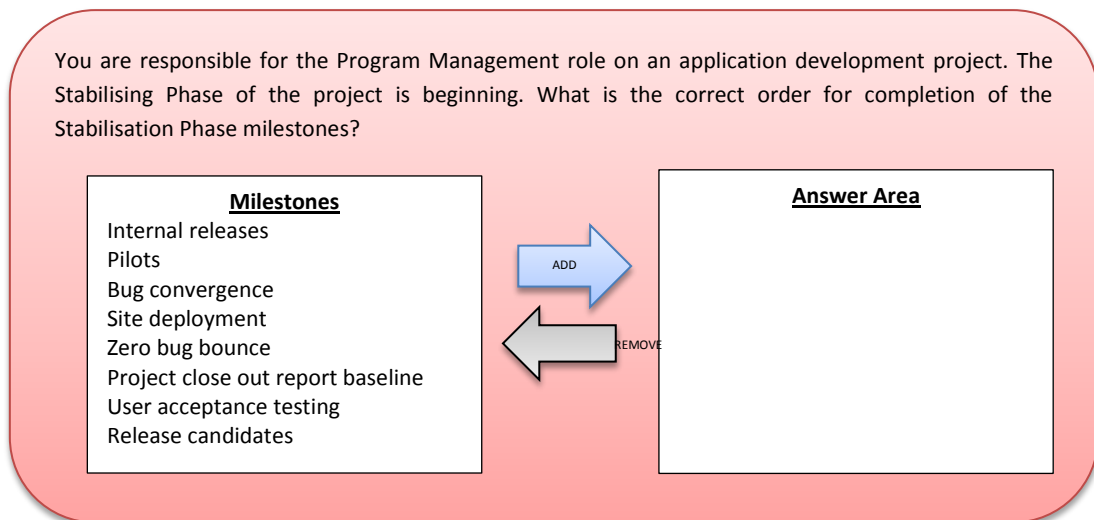 You are responsible for the Program Management role on an application development project. The
Stabilising Phase of the project is beginning. What is the correct order for completion of the
Stabilisation Phase milestones?
Milestones
Internal releases
Pilots
Bug convergence
Site deployment
Zero bug bounce
Project close out report baseline
User acceptance testing
Release candidates
ADD
REMOVE
Answer Area